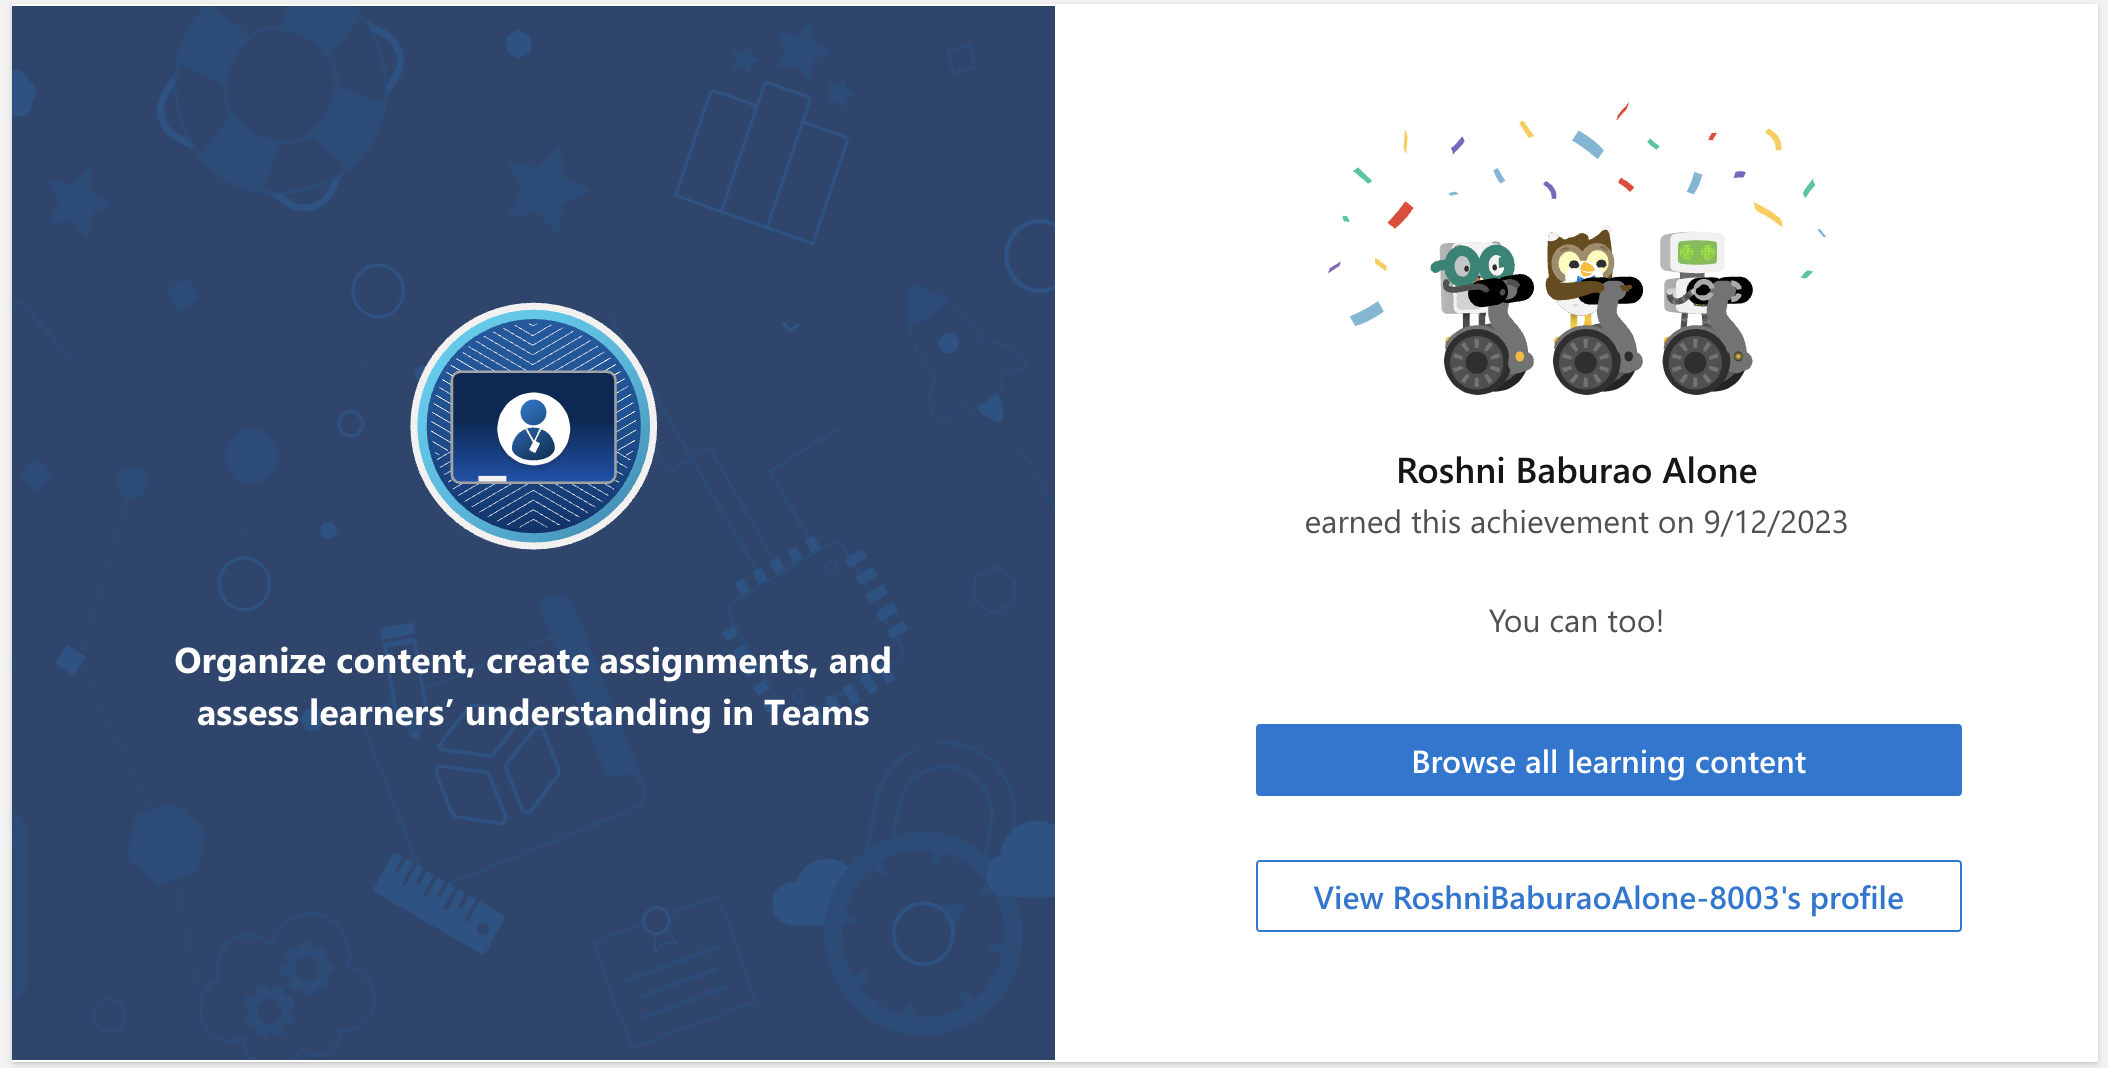 Organize content, create assignments, and
assess learners’ understanding in Teams
Roshni Baburao Alone
earned this achievement on 9/12/2023
You can too!
Browse all learning content
View RoshniBaburaoAlone-8003's profile